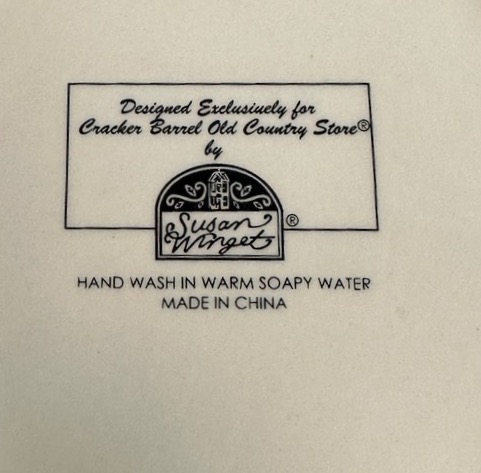 Designed Exclusively for
Cracker Barrel Old Country Store®
by
Susan
Winget ®
HAND WASH IN WARM SOAPY WATER
MADE IN CHINA